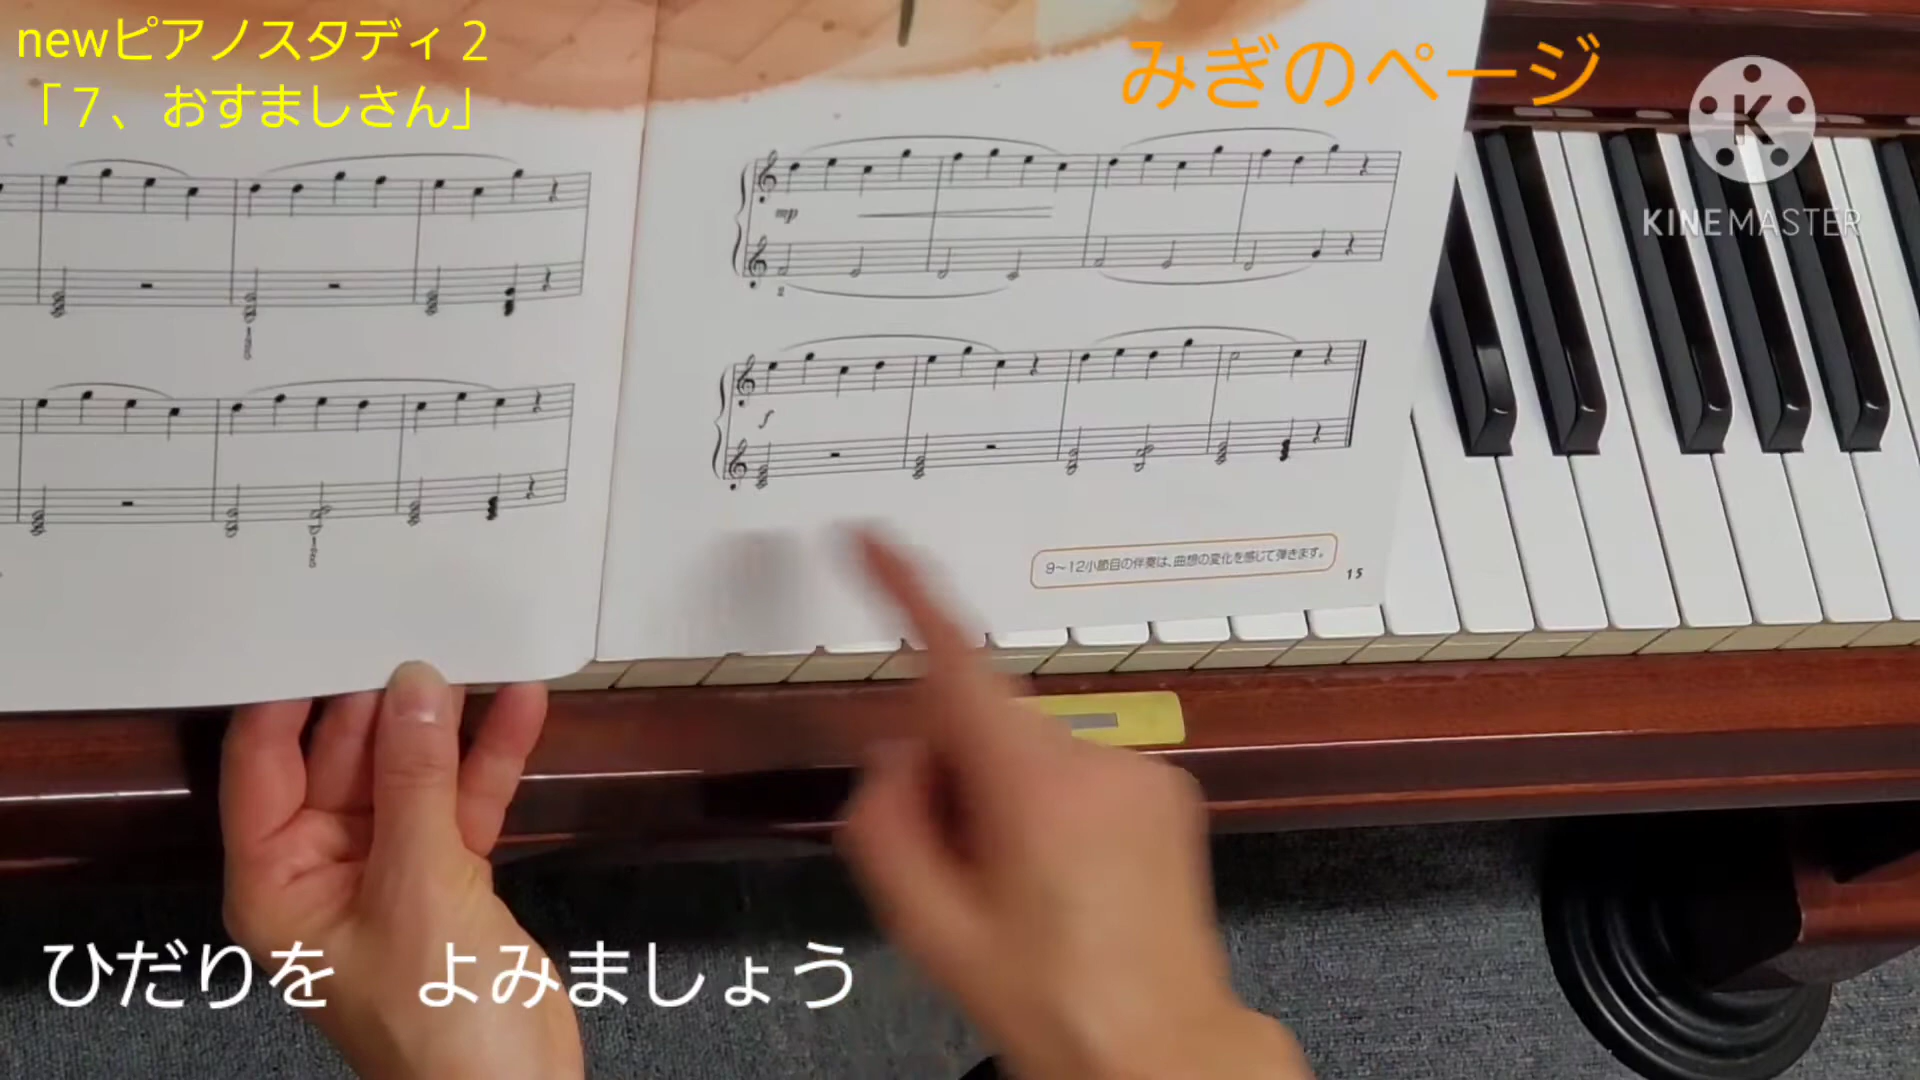 newピアノスタディ２
「７、おすましさん」
みぎのページ
KINEMASTER
mp
f
9〜12小節目の伴奏は、曲想の変化を感じて弾きます。
15
ひだりを　よみましょう